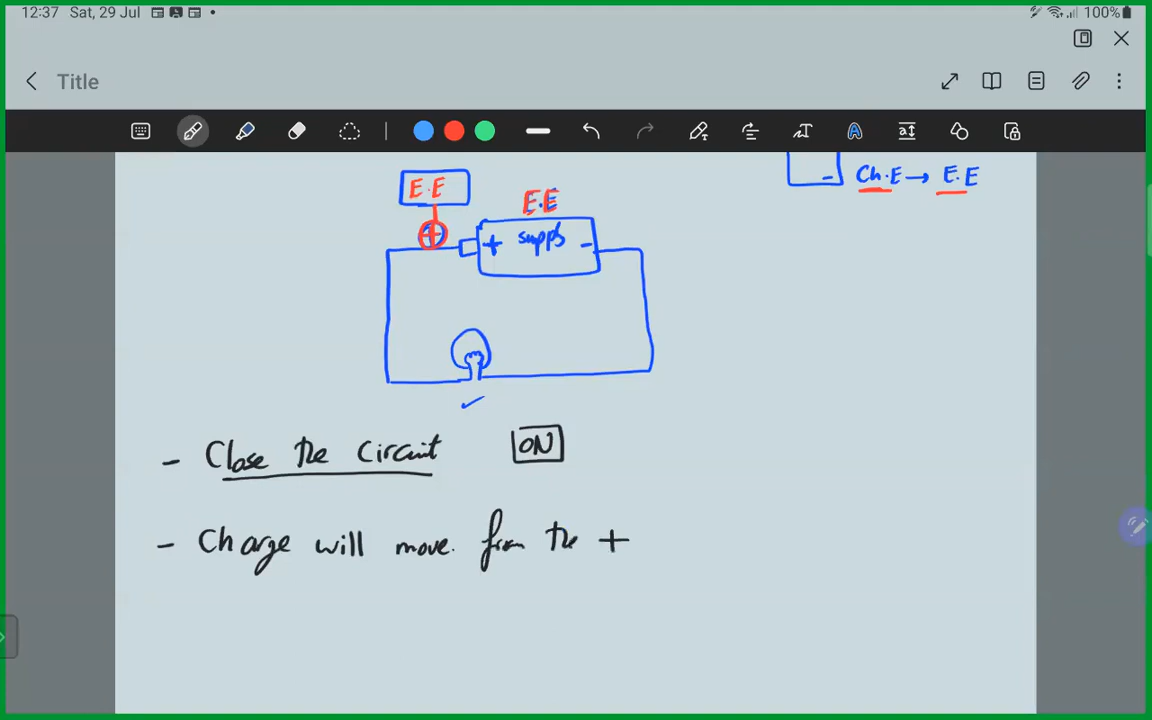 12:37 Sat, 29 Jul
100%
Title
Ch.E → E.E
E.E
E.E
+ supply -
-
- Close the Circuit ON
- Charge will move. from the +